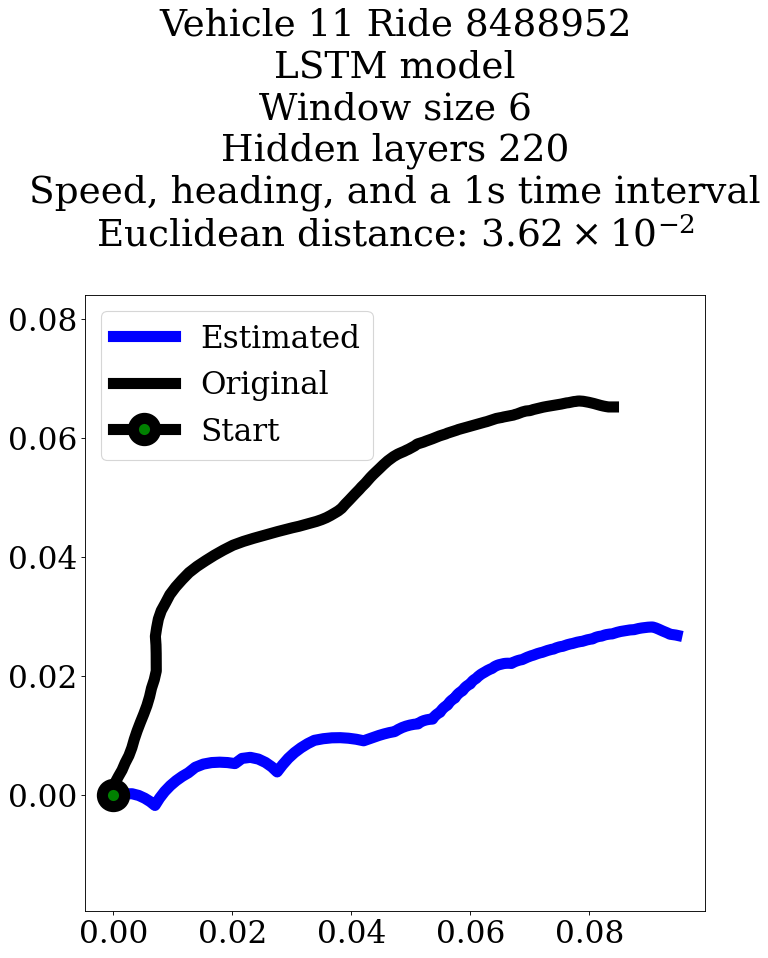 Vehicle 11 Ride 8488952
LSTM model
Window size 6
Hidden layers 220
Speed, heading, and a 1s time interval
Euclidean distance: 3.62 × 10⁻²
Estimated
Original
Start
0.08
0.06
0.04
0.02
0.00
0.00 0.02 0.04 0.06 0.08